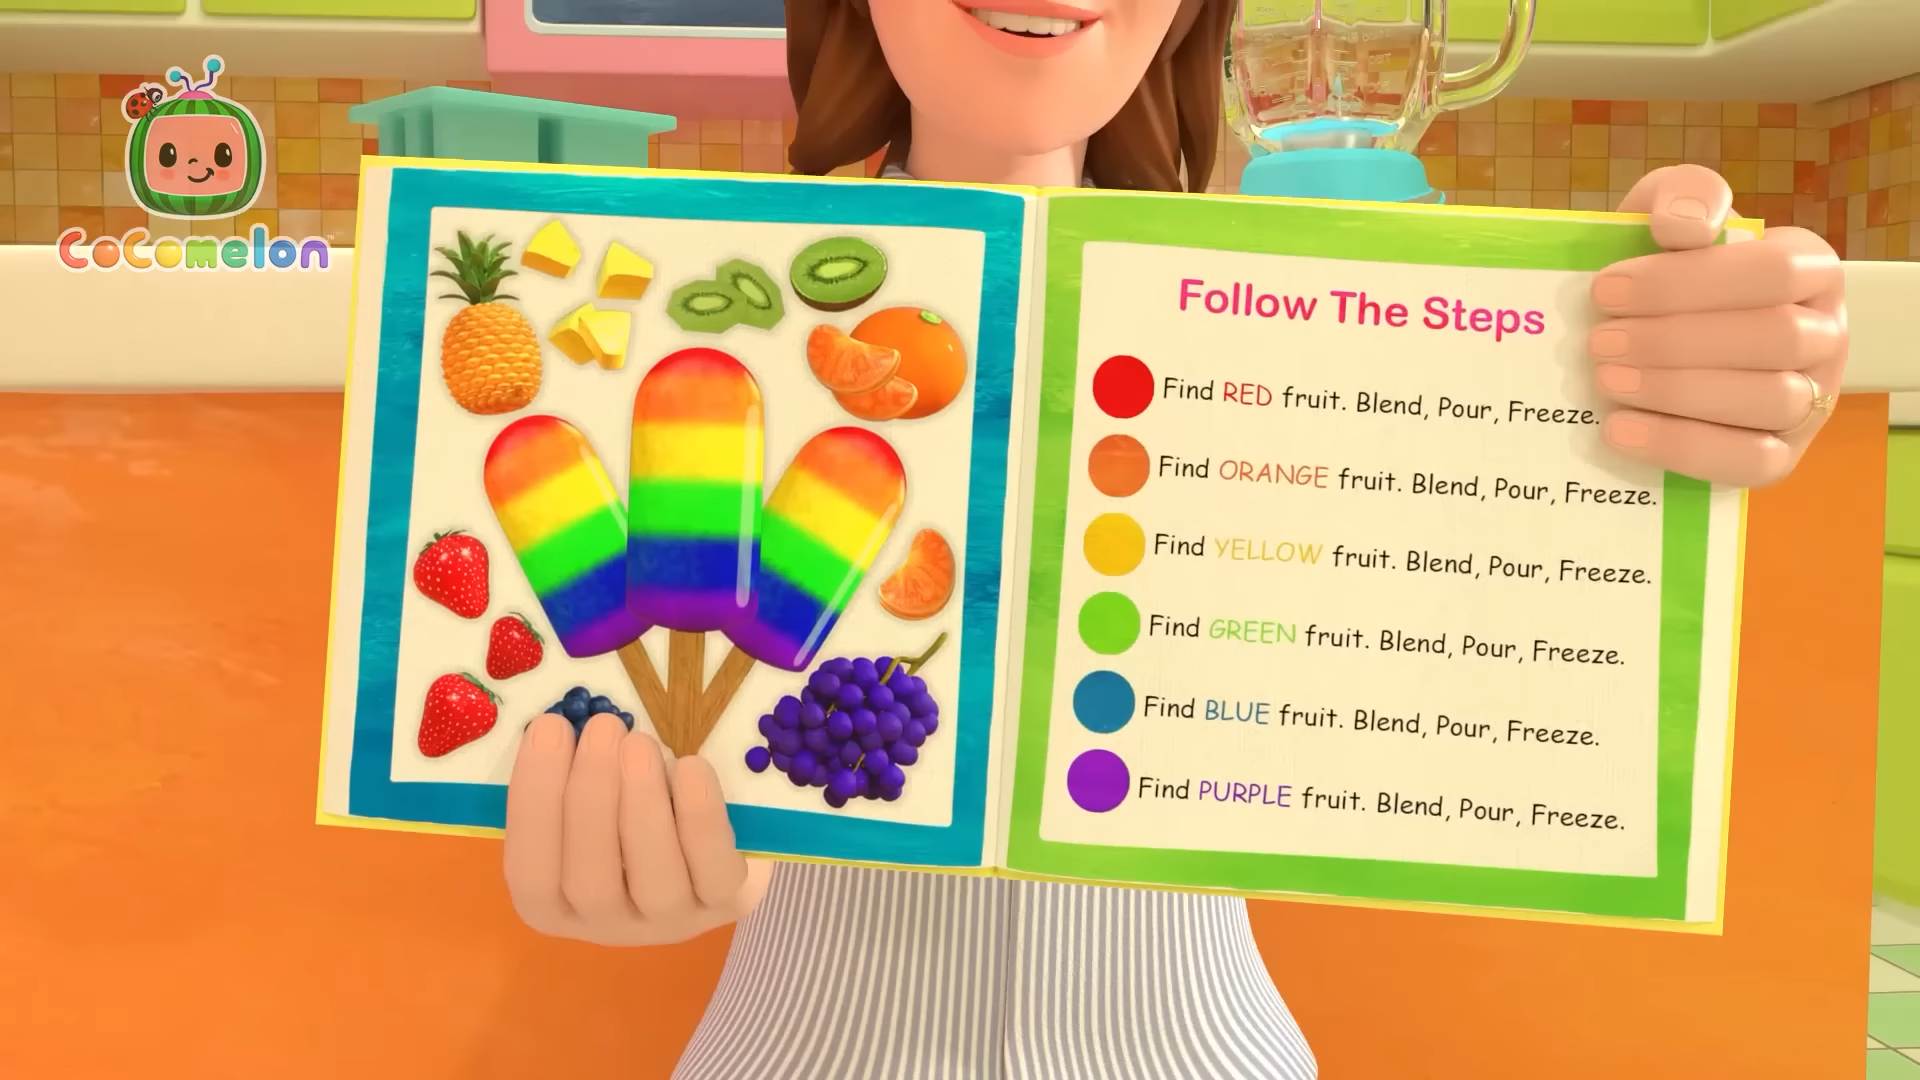 CoComelon
Follow The Steps
Find RED fruit. Blend, Pour, Freeze.
Find ORANGE fruit. Blend, Pour, Freeze.
Find YELLOW fruit. Blend, Pour, Freeze.
Find GREEN fruit. Blend, Pour, Freeze.
Find BLUE fruit. Blend, Pour, Freeze.
Find PURPLE fruit. Blend, Pour, Freeze.